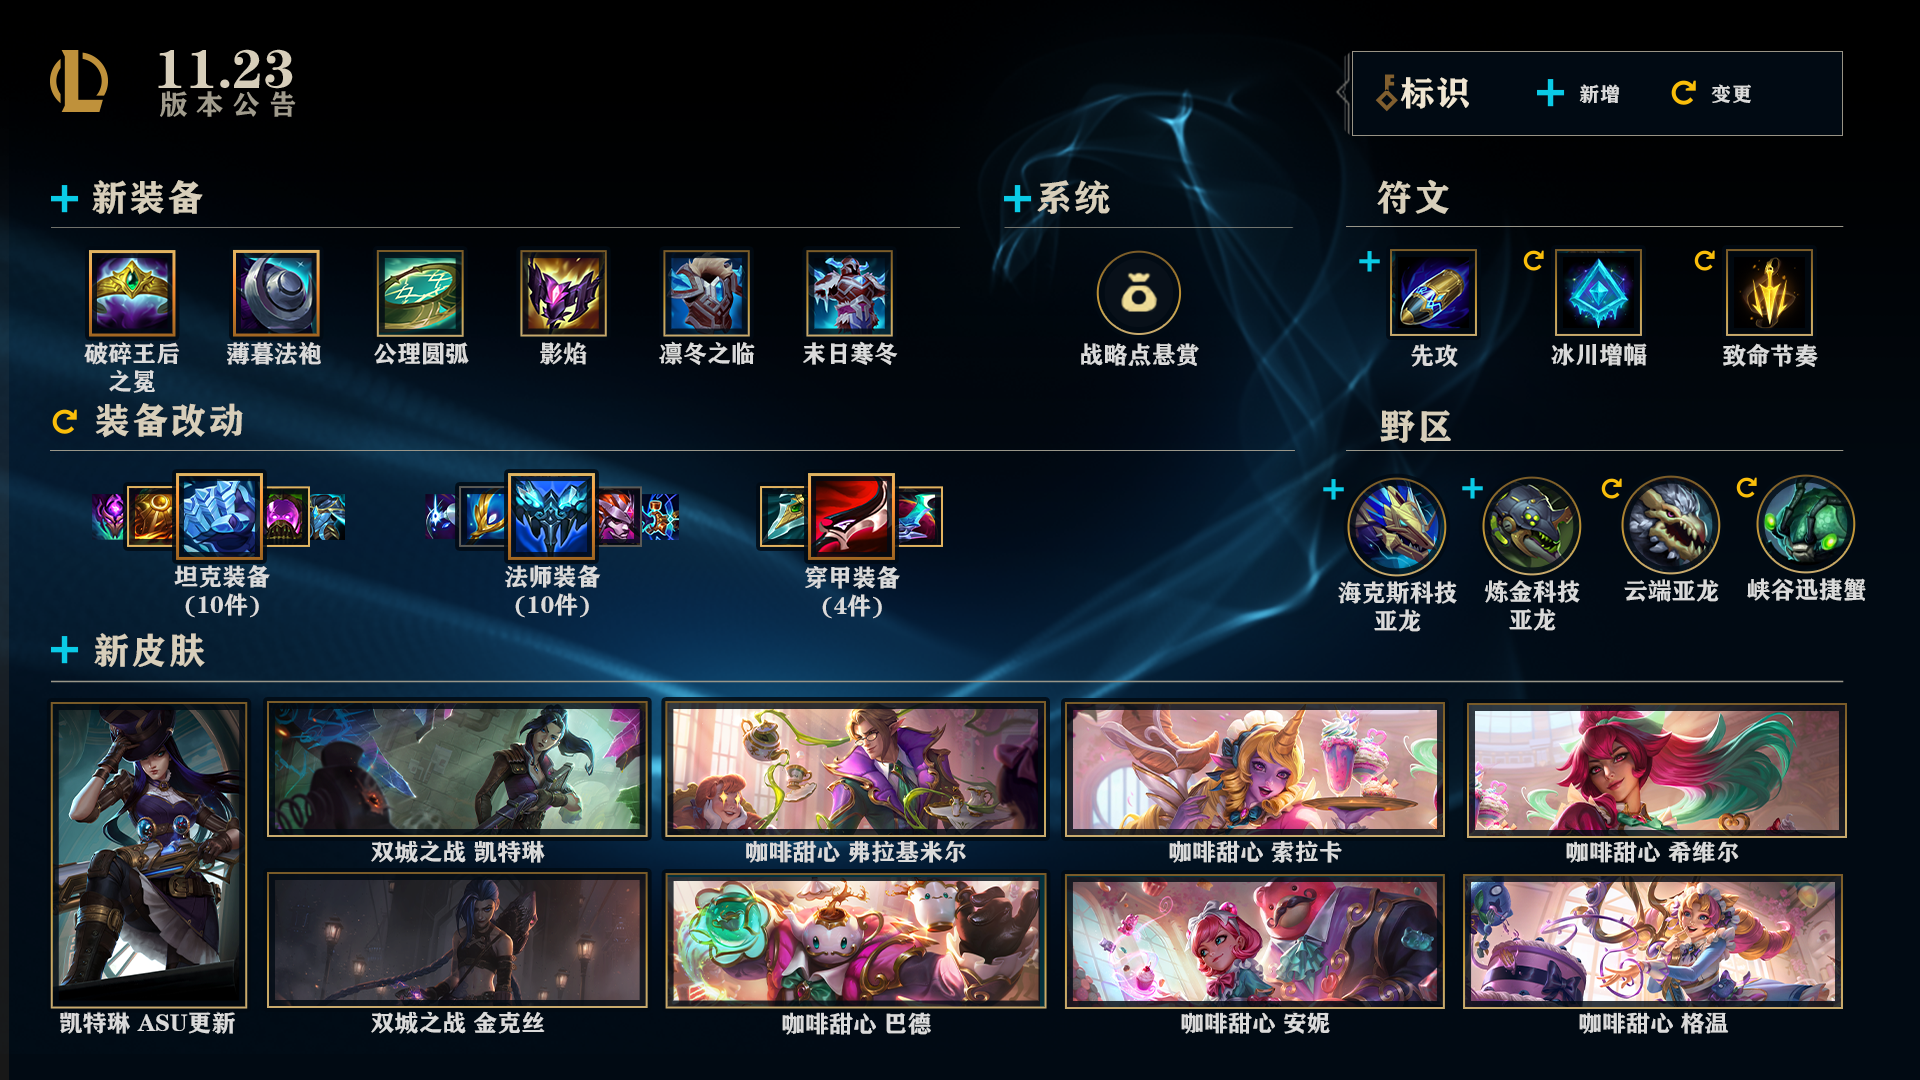 11.23
版本公告
标识
新增
变更
新装备
破碎王后
之冕
薄暮法袍
公理圆弧
影焰
凛冬之临
末日寒冬
系统
战略点悬赏
符文
先攻
冰川增幅
致命节奏
装备改动
坦克装备
(10件)
法师装备
(10件)
穿甲装备
(4件)
野区
海克斯科技
亚龙
炼金科技
亚龙
云端亚龙
峡谷迅捷蟹
新皮肤
双城之战 凯特琳
咖啡甜心 弗拉基米尔
咖啡甜心 索拉卡
咖啡甜心 希维尔
凯特琳 ASU更新
双城之战 金克丝
咖啡甜心 巴德
咖啡甜心 安妮
咖啡甜心 格温